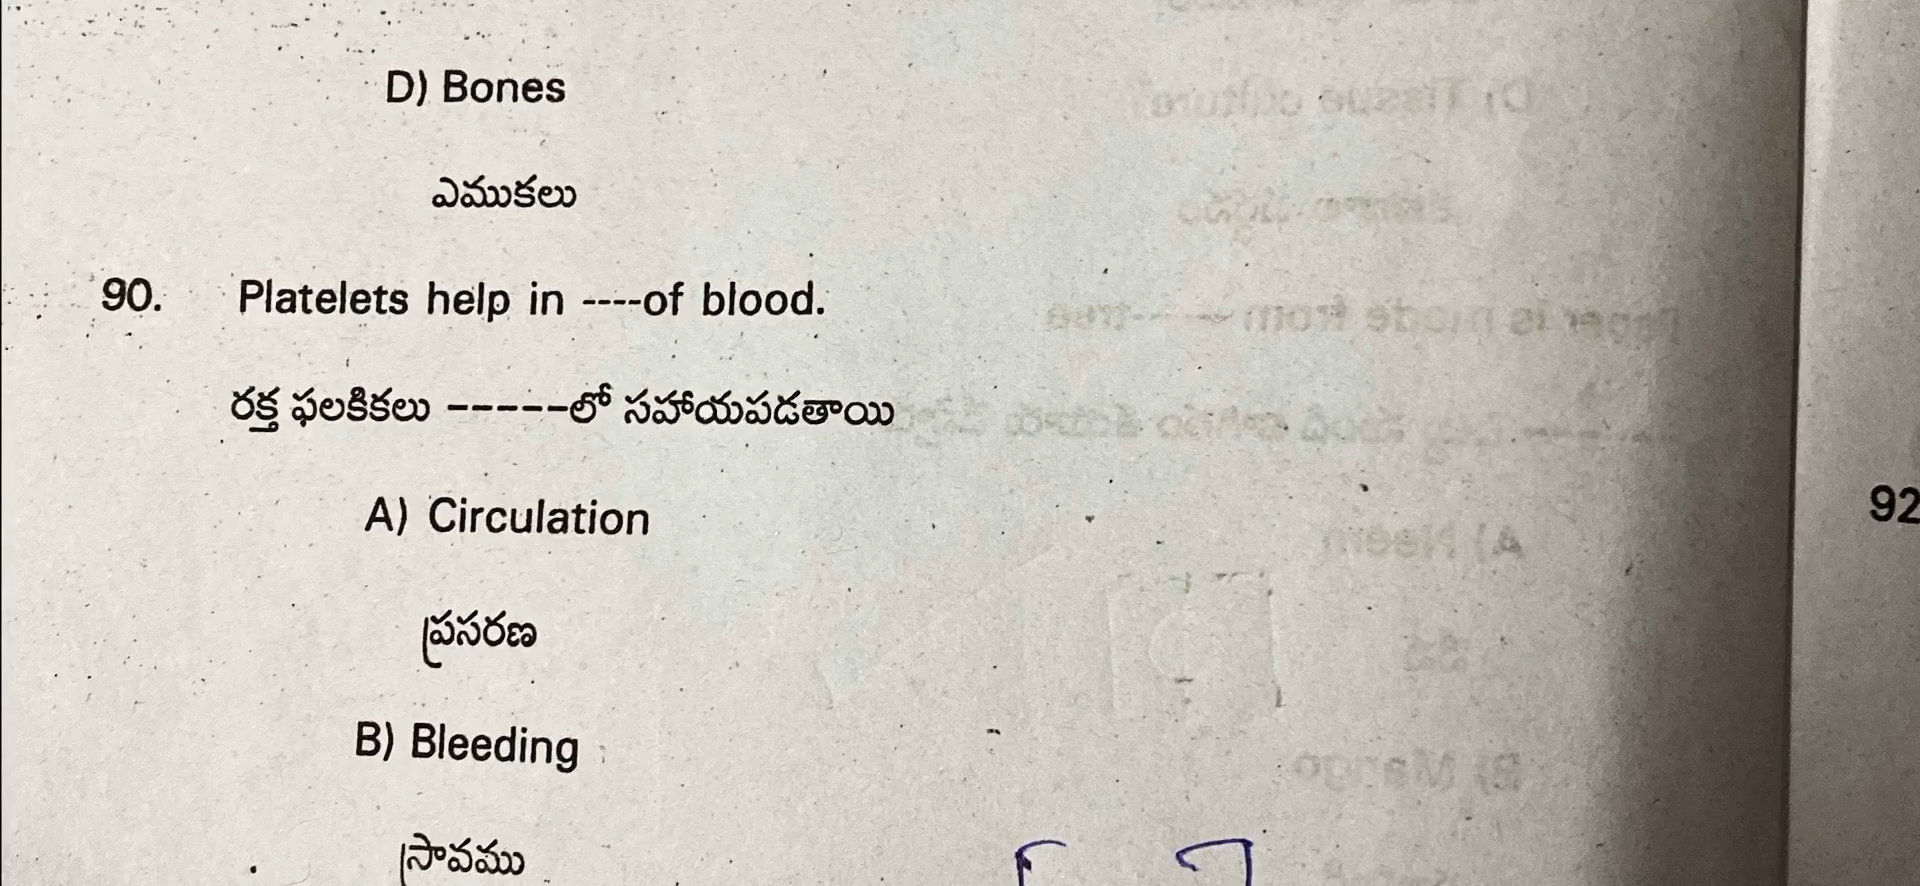 D) Bones
ఎముకలు
90. Platelets help in ----of blood.
రక్త ఫలకికలు ------లో సహాయపడతాయి
A) Circulation
ప్రసరణ
B) Bleeding
స్రావము
92